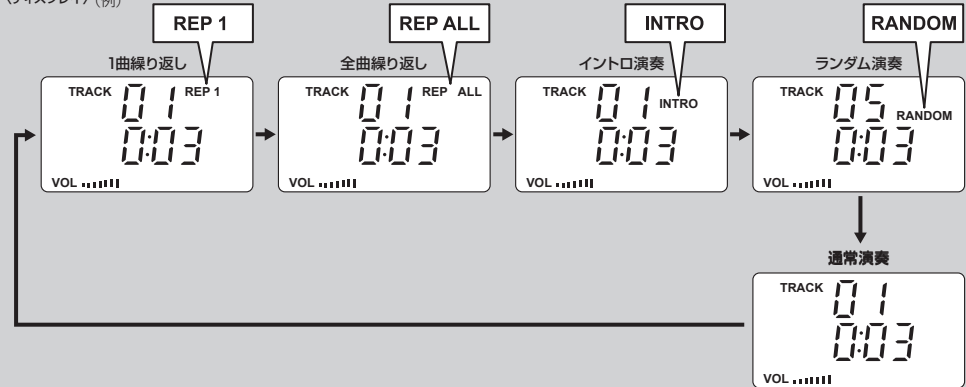 〈ディスプレイ〉(例)
REP 1
REP ALL
INTRO
RANDOM
1曲繰り返し
全曲繰り返し
イントロ演奏
ランダム演奏
TRACK 01 REP 1
0:03
VOL
TRACK 01 REP ALL
0:03
VOL
TRACK 01 INTRO
0:03
VOL
TRACK 05 RANDOM
0:03
VOL
通常演奏
TRACK 01
0:03
VOL